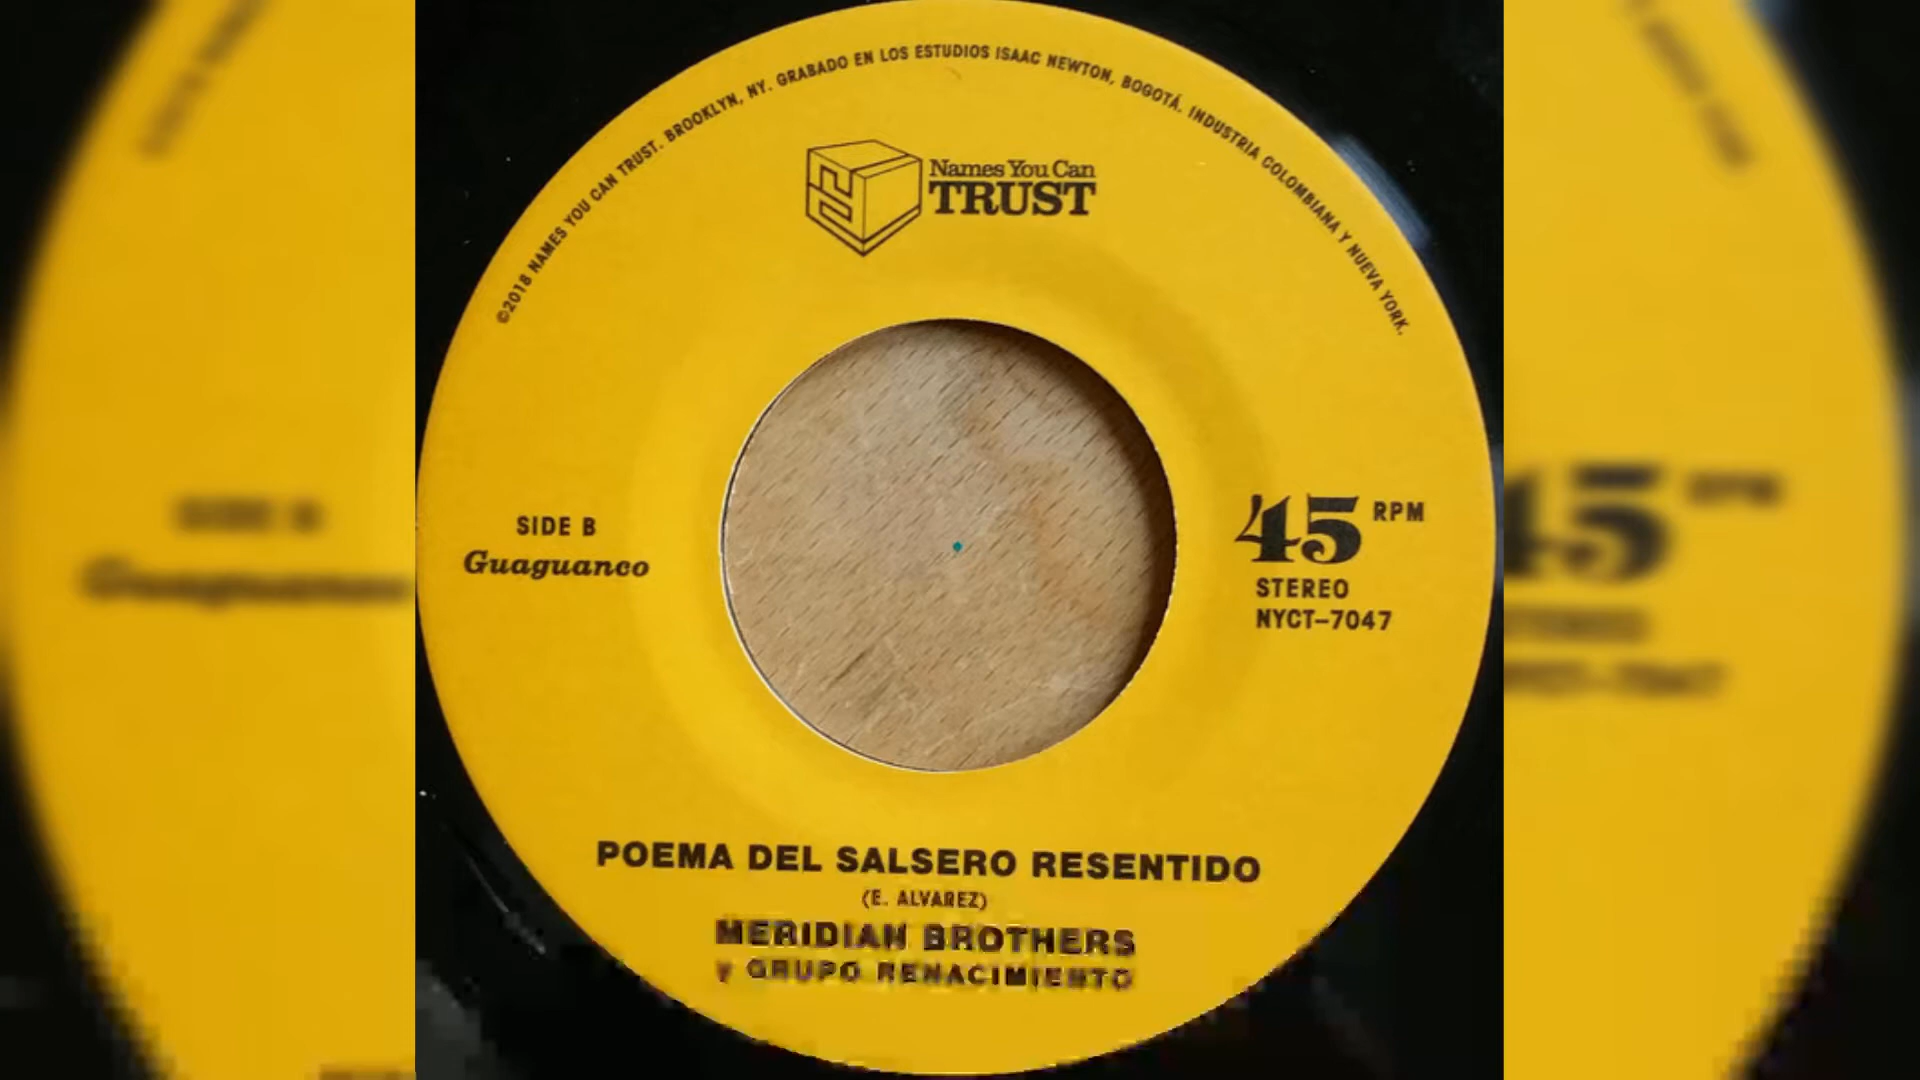 ©2018 NAMES YOU CAN TRUST. BROOKLYN, NY. GRABADO EN LOS ESTUDIOS ISAAC NEWTON, BOGOTÁ. INDUSTRIA COLOMBIANA Y NUEVA YORK.
Names You Can
TRUST
SIDE B
Guaguanco
45 RPM
STEREO
NYCT-7047
POEMA DEL SALSERO RESENTIDO
(E. ALVAREZ)
MERIDIAN BROTHERS
Y GRUPO RENACIMIENTO